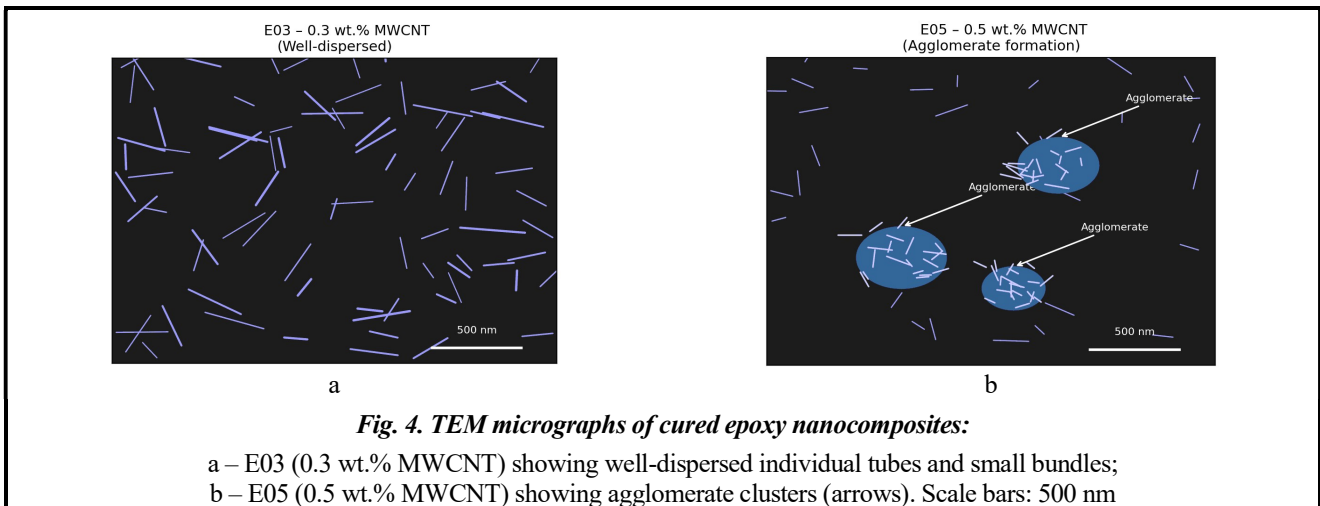 E03 – 0.3 wt.% MWCNT
(Well-dispersed)
500 nm
a
E05 – 0.5 wt.% MWCNT
(Agglomerate formation)
Agglomerate
Agglomerate
Agglomerate
500 nm
b
Fig. 4. TEM micrographs of cured epoxy nanocomposites:
a – E03 (0.3 wt.% MWCNT) showing well-dispersed individual tubes and small bundles;
b – E05 (0.5 wt.% MWCNT) showing agglomerate clusters (arrows). Scale bars: 500 nm